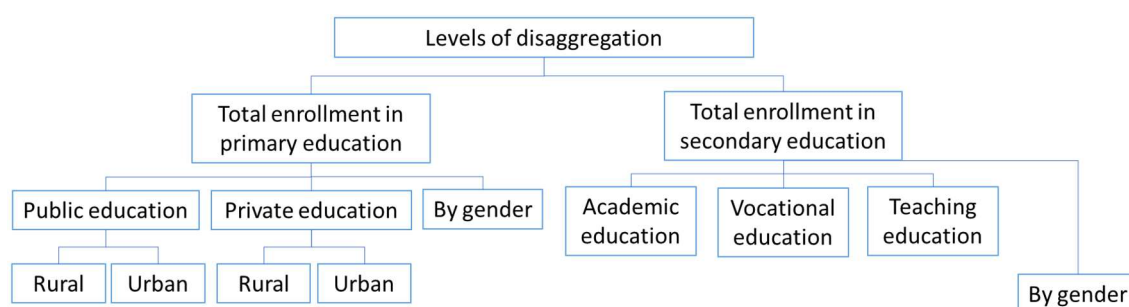 Levels of disaggregation
Total enrollment in
primary education
Total enrollment in
secondary education
Public education
Private education
By gender
Academic
education
Vocational
education
Teaching
education
Rural
Urban
Rural
Urban
By gender